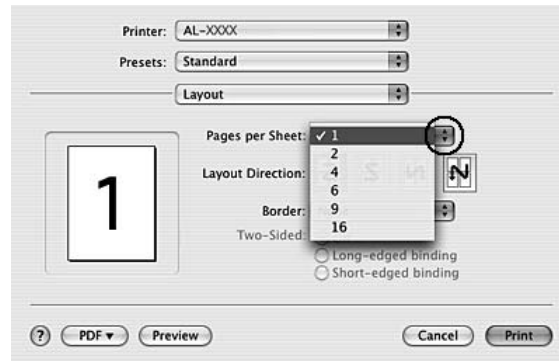 Printer: AL-XXXX
Presets: Standard
Layout
Pages per Sheet: ✓ 1
2
Layout Direction: 4
6
Border: 9
Two-Sided: 16
Long-edged binding
Short-edged binding
1
? PDF▼ Preview Cancel Print